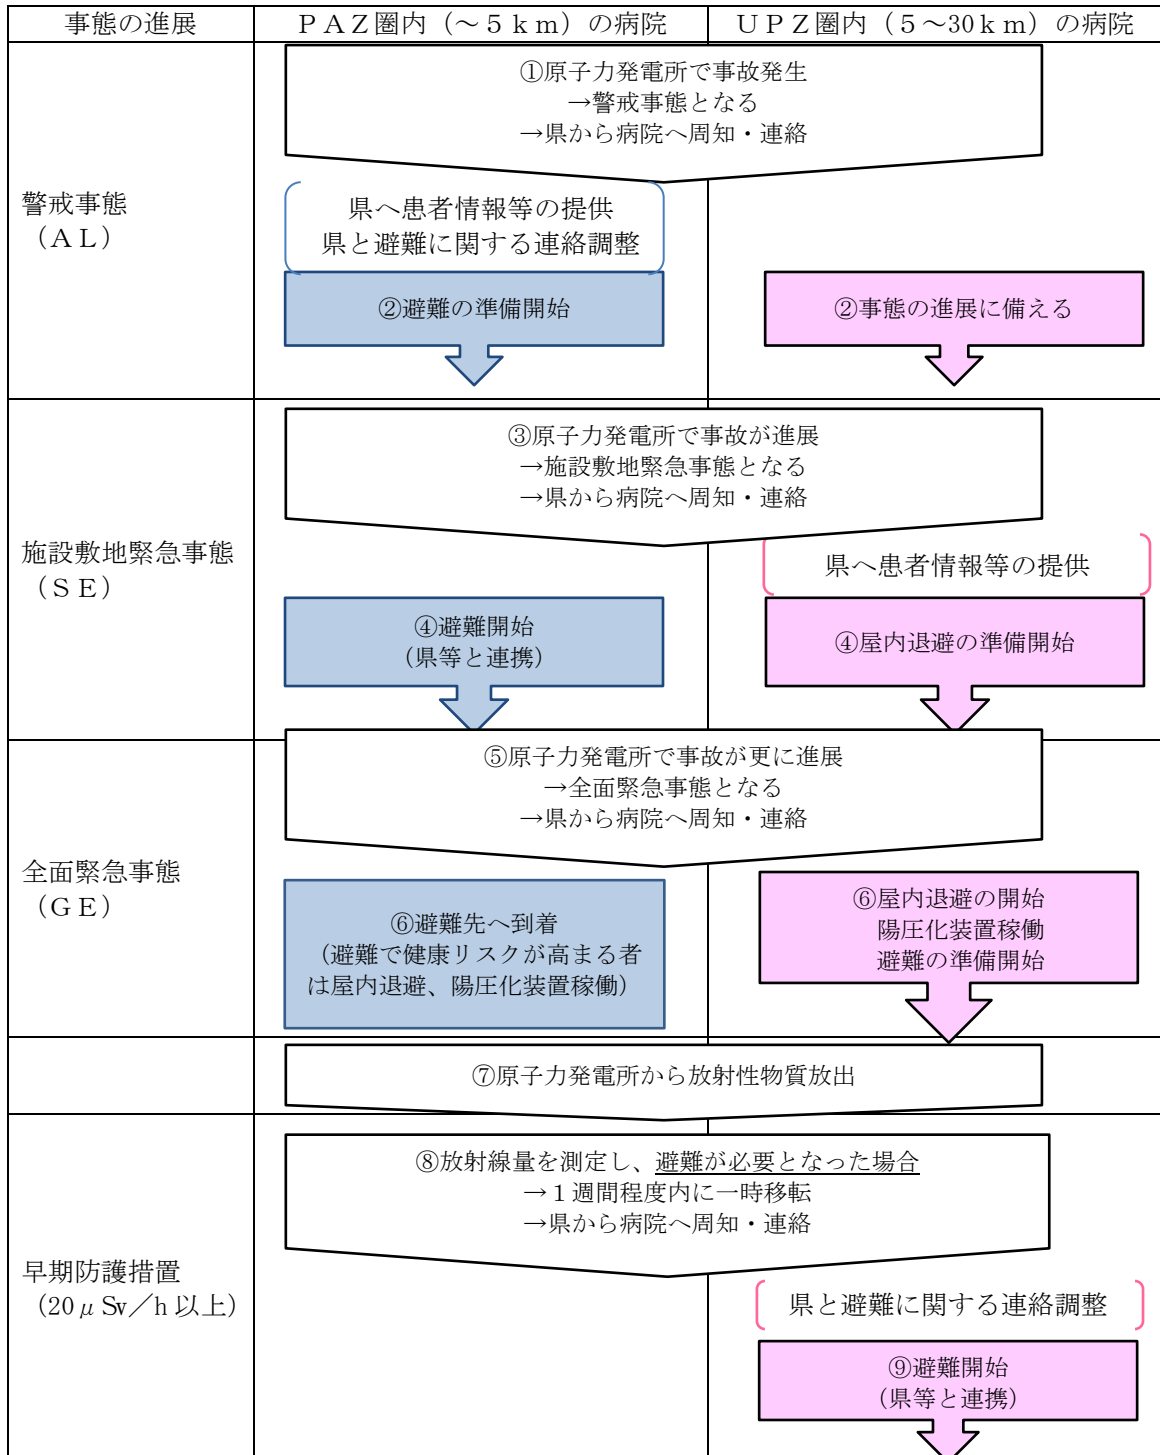 事態の進展
ＰＡＺ圏内（～５ｋｍ）の病院
ＵＰＺ圏内（５～30ｋｍ）の病院
①原子力発電所で事故発生
→警戒事態となる
→県から病院へ周知・連絡
警戒事態
（ＡＬ）
県へ患者情報等の提供
県と避難に関する連絡調整
②避難の準備開始
②事態の進展に備える
③原子力発電所で事故が進展
→施設敷地緊急事態となる
→県から病院へ周知・連絡
施設敷地緊急事態
（ＳＥ）
県へ患者情報等の提供
④避難開始
（県等と連携）
④屋内退避の準備開始
⑤原子力発電所で事故が更に進展
→全面緊急事態となる
→県から病院へ周知・連絡
全面緊急事態
（ＧＥ）
⑥避難先へ到着
（避難で健康リスクが高まる者
は屋内退避、陽圧化装置稼働）
⑥屋内退避の開始
陽圧化装置稼働
避難の準備開始
⑦原子力発電所から放射性物質放出
⑧放射線量を測定し、避難が必要となった場合
→１週間程度内に一時移転
→県から病院へ周知・連絡
早期防護措置
（20μSv／h以上）
県と避難に関する連絡調整
⑨避難開始
（県等と連携）